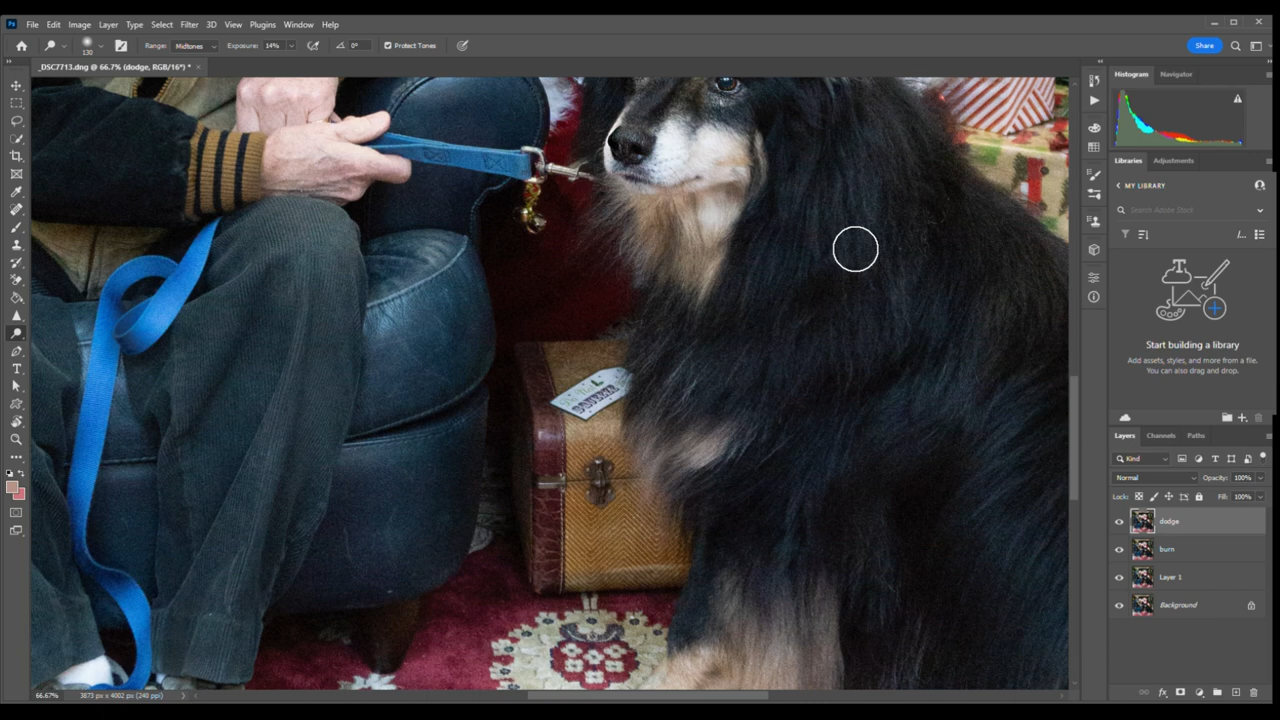 Ps File Edit Image Layer Type Select Filter 3D View Plugins Window Help
130 Range: Midtones Exposure: 14% 0° Protect Tones Share
_DSC7713.dng @ 66.7% (dodge, RGB/16*) * ×
Histogram Navigator
Libraries Adjustments
MY LIBRARY
Search Adobe Stock
Start building a library
Add assets, styles, and more from a file.
You can also drag and drop.
Layers Channels Paths
Kind
Normal Opacity: 100%
Lock: Fill: 100%
dodge
burn
Layer 1
Background
66.67% 3873 px x 4002 px (240 ppi)